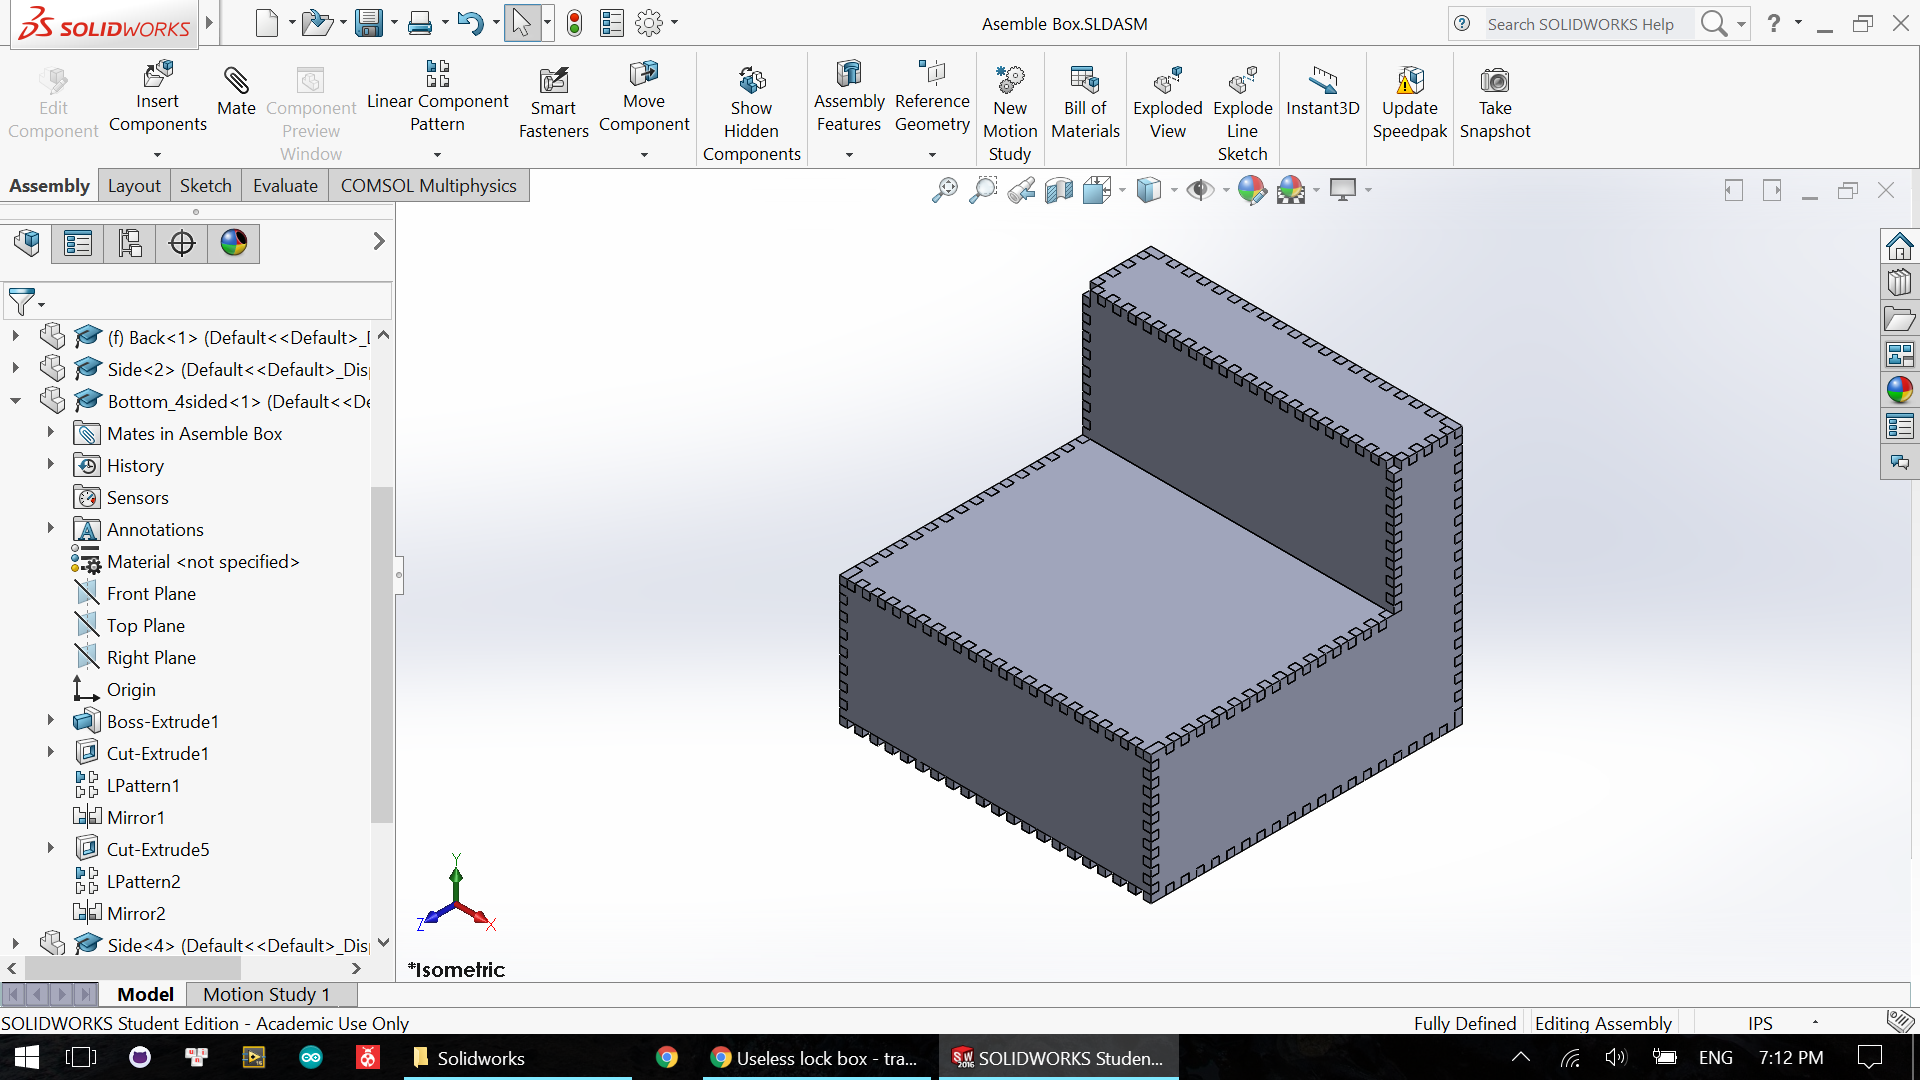 SOLIDWORKS
Asemble Box.SLDASM
Search SOLIDWORKS Help
?
Edit Component
Insert Components
Mate
Component Preview Window
Linear Component Pattern
Smart Fasteners
Move Component
Show Hidden Components
Assembly Features
Reference Geometry
New Motion Study
Bill of Materials
Exploded View
Explode Line Sketch
Instant3D
Update Speedpak
Take Snapshot
Assembly
Layout
Sketch
Evaluate
COMSOL Multiphysics
(f) Back<1> (Default<<Default>_
Side<2> (Default<<Default>_Dis
Bottom_4sided<1> (Default<<De
Mates in Asemble Box
History
Sensors
Annotations
Material <not specified>
Front Plane
Top Plane
Right Plane
Origin
Boss-Extrude1
Cut-Extrude1
LPattern1
Mirror1
Cut-Extrude5
LPattern2
Mirror2
Side<4> (Default<<Default>_Dis
Y
Z
X
*Isometric
Model
Motion Study 1
SOLIDWORKS Student Edition - Academic Use Only
Fully Defined
Editing Assembly
IPS
Solidworks
Useless lock box - tra...
SW 2016
SOLIDWORKS Studen...
ENG
7:12 PM